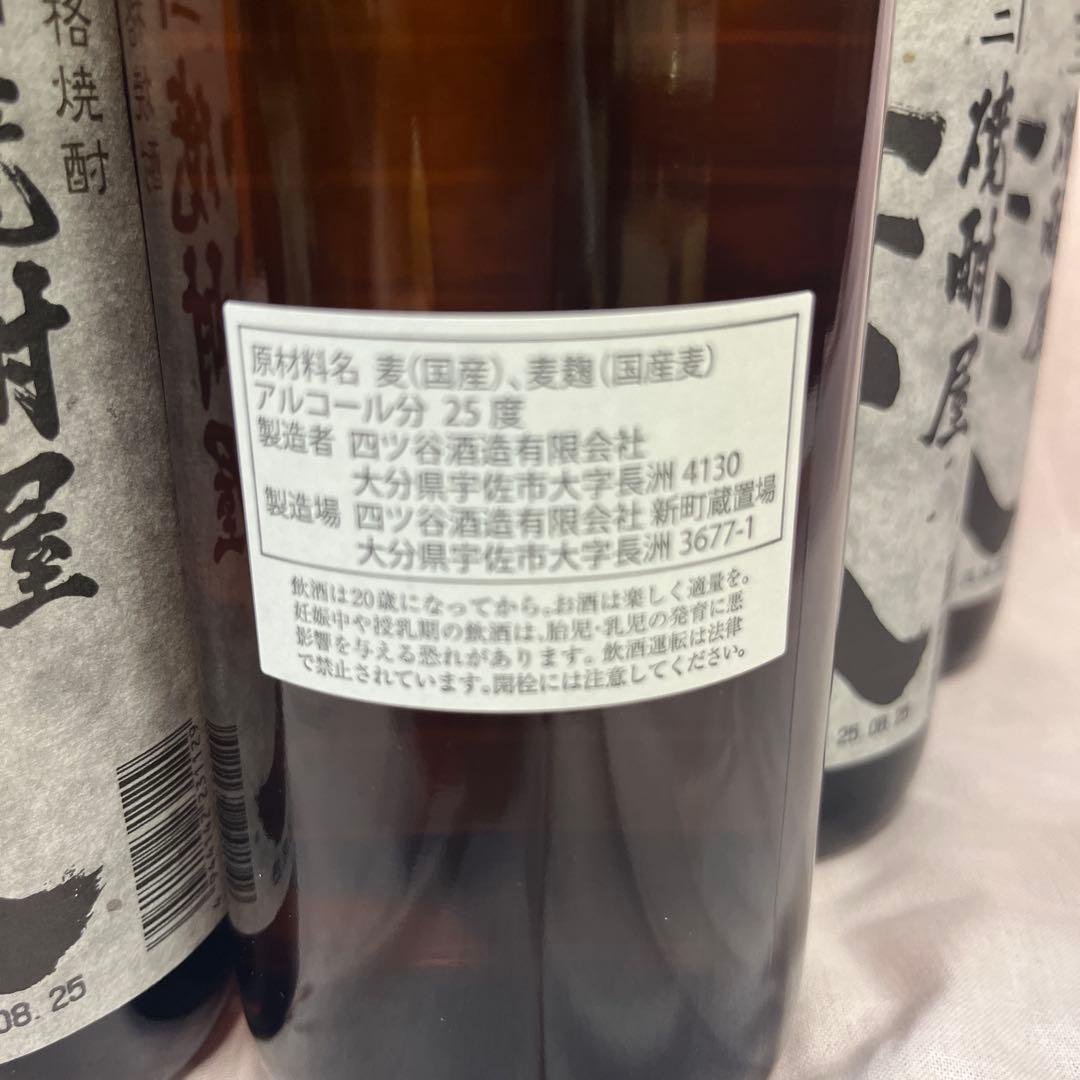 原材料名 麦(国産)、麦麹(国産麦)
アルコール分 25度
製造者 四ツ谷酒造有限会社
大分県宇佐市大字長洲 4130
製造場 四ツ谷酒造有限会社 新町蔵置場
大分県宇佐市大字長洲 3677-1
飲酒は20歳になってから。お酒は楽しく適量を。
妊娠中や授乳期の飲酒は、胎児・乳児の発育に悪
影響を与える恐れがあります。飲酒運転は法律
で禁止されています。開栓には注意してください。
格焼酎
酎屋
08.25
焼酎屋
25.08.25